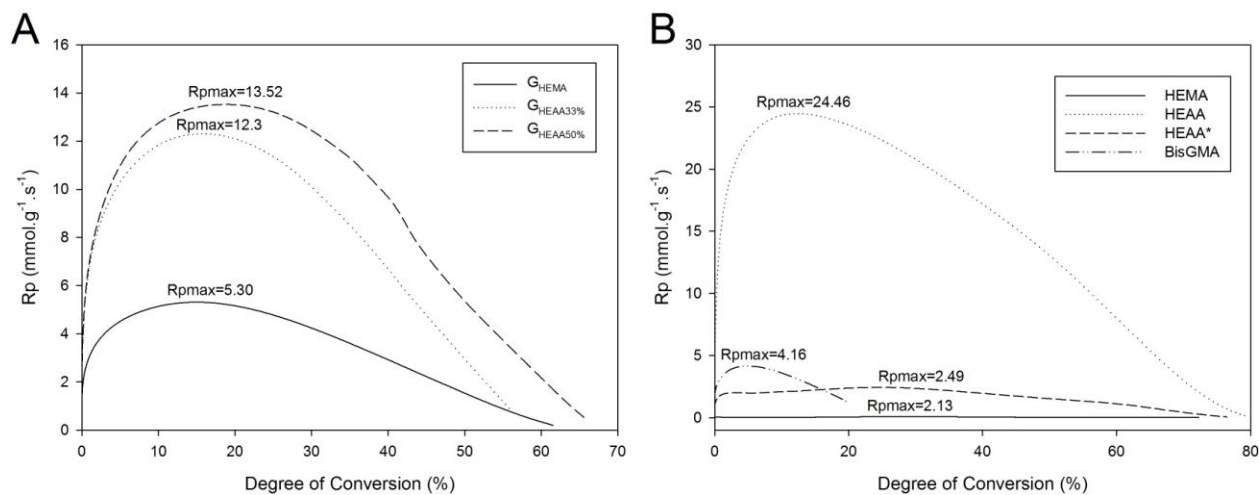 A
16
14
12
10
8
6
4
2
0
Rp (mmol.g⁻¹.s⁻¹)
Rpmax=13.52
Rpmax=12.3
Rpmax=5.30
G_HEMA
G_HEAA33%
G_HEAA50%
0 10 20 30 40 50 60 70
Degree of Conversion (%)
B
30
25
20
15
10
5
0
Rp (mmol.g⁻¹.s⁻¹)
Rpmax=24.46
Rpmax=4.16
Rpmax=2.49
Rpmax=2.13
HEMA
HEAA
HEAA*
BisGMA
0 20 40 60 80
Degree of Conversion (%)